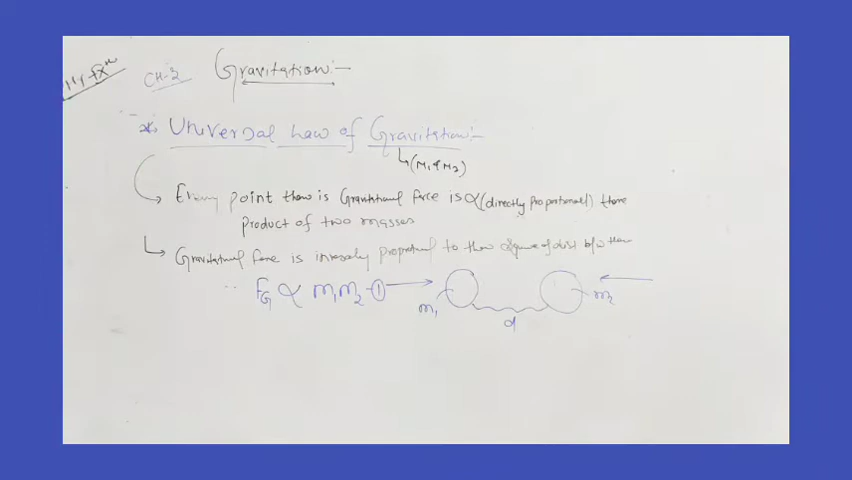 CH-3 Gravitation:-
* Universal Law of Gravitation:-
(M1 & M2)
Every point there is Gravitational force is ∝ (directly proportional) there
product of two masses
Gravitational force is inversely proportional to the square of dist b/w them
FG ∝ m1m2 - ①
m1
m2
d